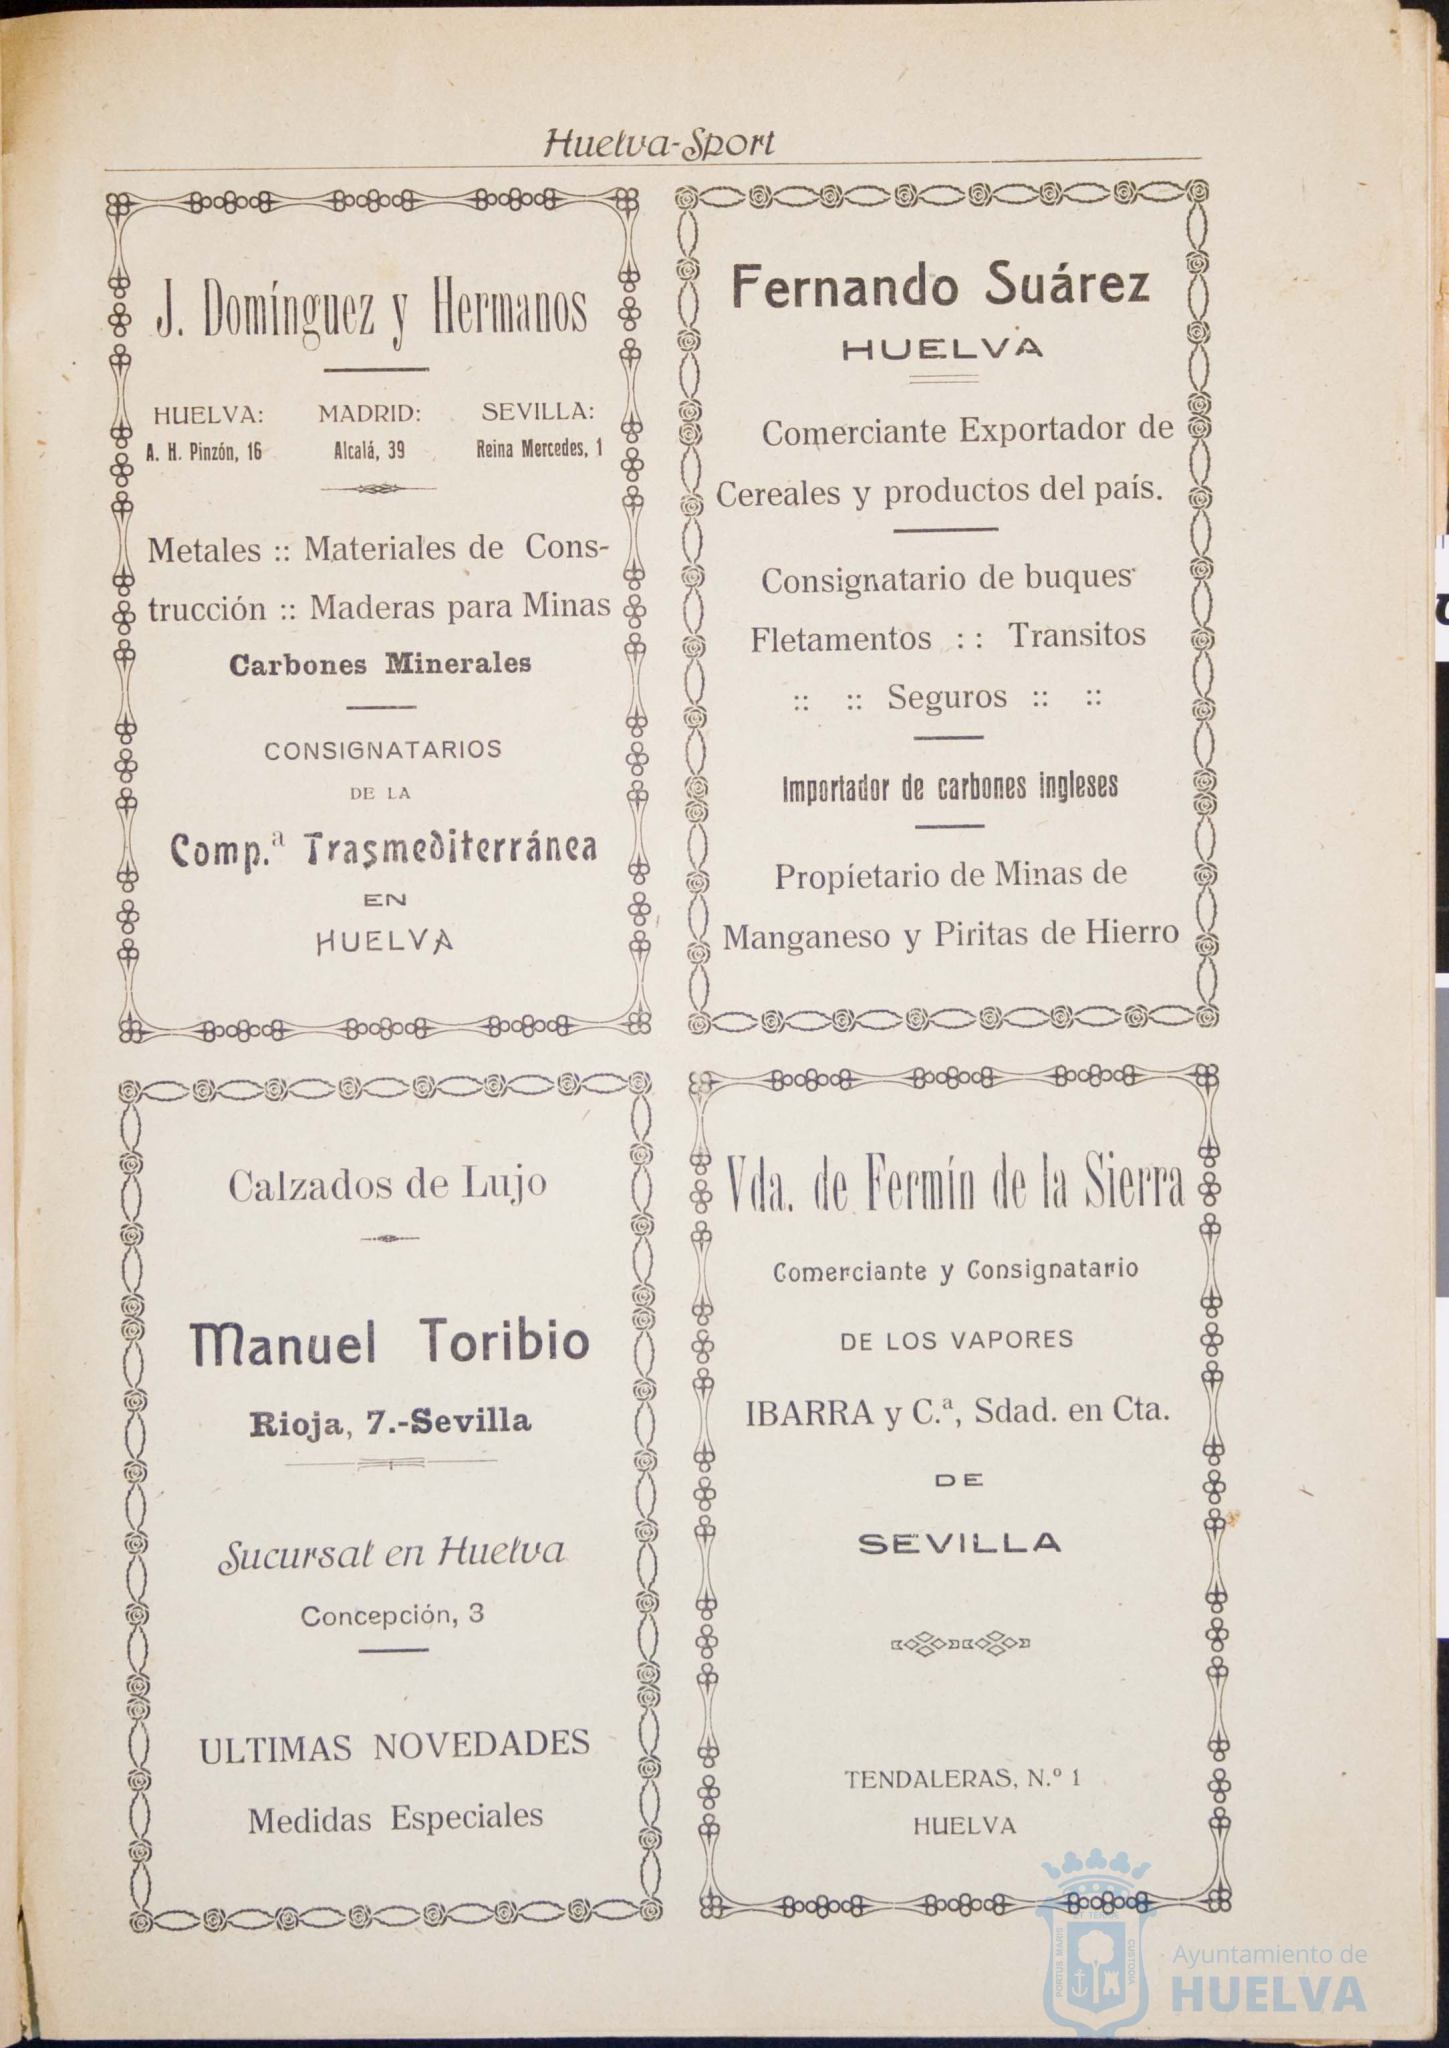 Huelva-Sport
J. Domínguez y Hermanos
HUELVA: MADRID: SEVILLA:
A. H. Pinzón, 16 Alcalá, 39 Reina Mercedes, 1
Metales :: Materiales de Cons-
trucción :: Maderas para Minas
Carbones Minerales
CONSIGNATARIOS
DE LA
Comp.ª Trasmediterránea
EN
HUELVA
Fernando Suárez
HUELVA
Comerciante Exportador de
Cereales y productos del país.
Consignatario de buques
Fletamentos :: Transitos
:: :: Seguros :: ::
Importador de carbones ingleses
Propietario de Minas de
Manganeso y Piritas de Hierro
Calzados de Lujo
Manuel Toribio
Rioja, 7.-Sevilla
Sucursal en Huelva
Concepción, 3
ULTIMAS NOVEDADES
Medidas Especiales
Vda. de Fermín de la Sierra
Comerciante y Consignatario
DE LOS VAPORES
IBARRA y C.ª, Sdad. en Cta.
DE
SEVILLA
TENDALERAS, N.º 1
HUELVA
PORTUS MARIS
ET TERRÆ
CUSTODIA
Ayuntamiento de
HUELVA